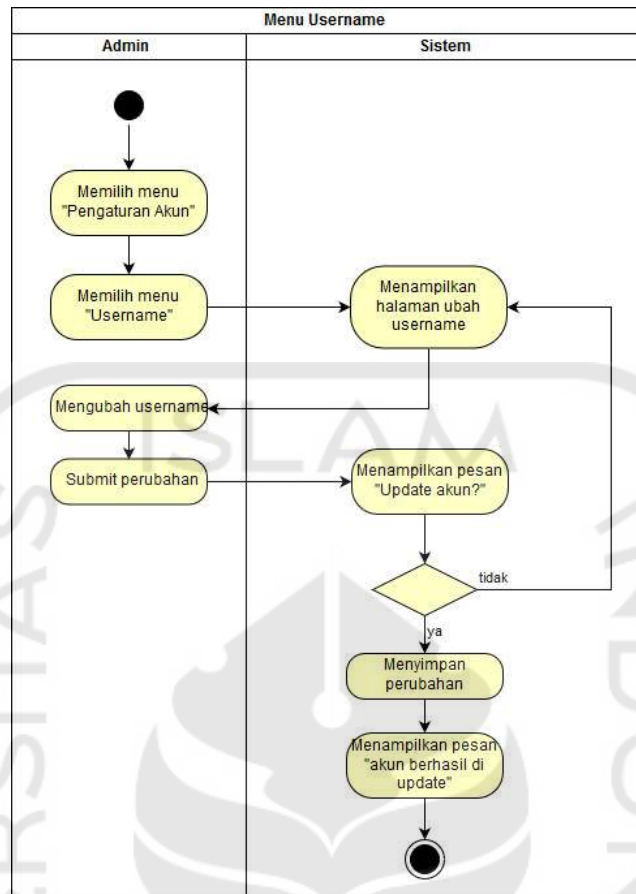 Menu Username
Admin
Sistem
Memilih menu
"Pengaturan Akun"
Memilih menu
"Username"
Menampilkan
halaman ubah
username
Mengubah username
Submit perubahan
Menampilkan pesan
"Update akun?"
tidak
ya
Menyimpan
perubahan
Menampilkan pesan
"akun berhasil di
update"
ISLAM